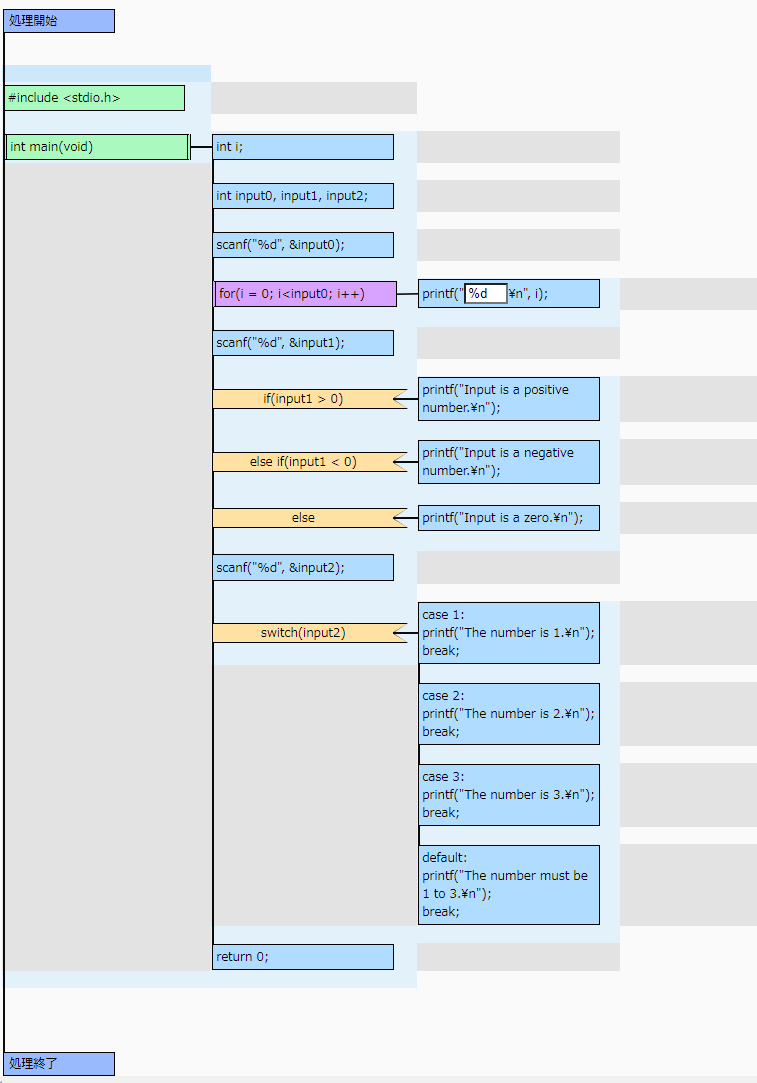 処理開始
#include <stdio.h>
int main(void)
int i;
int input0, input1, input2;
scanf("%d", &input0);
for(i = 0; i<input0; i++)
printf("%d¥n", i);
scanf("%d", &input1);
if(input1 > 0)
printf("Input is a positive
number.¥n");
else if(input1 < 0)
printf("Input is a negative
number.¥n");
else
printf("Input is a zero.¥n");
scanf("%d", &input2);
switch(input2)
case 1:
printf("The number is 1.¥n");
break;
case 2:
printf("The number is 2.¥n");
break;
case 3:
printf("The number is 3.¥n");
break;
default:
printf("The number must be
1 to 3.¥n");
break;
return 0;
処理終了